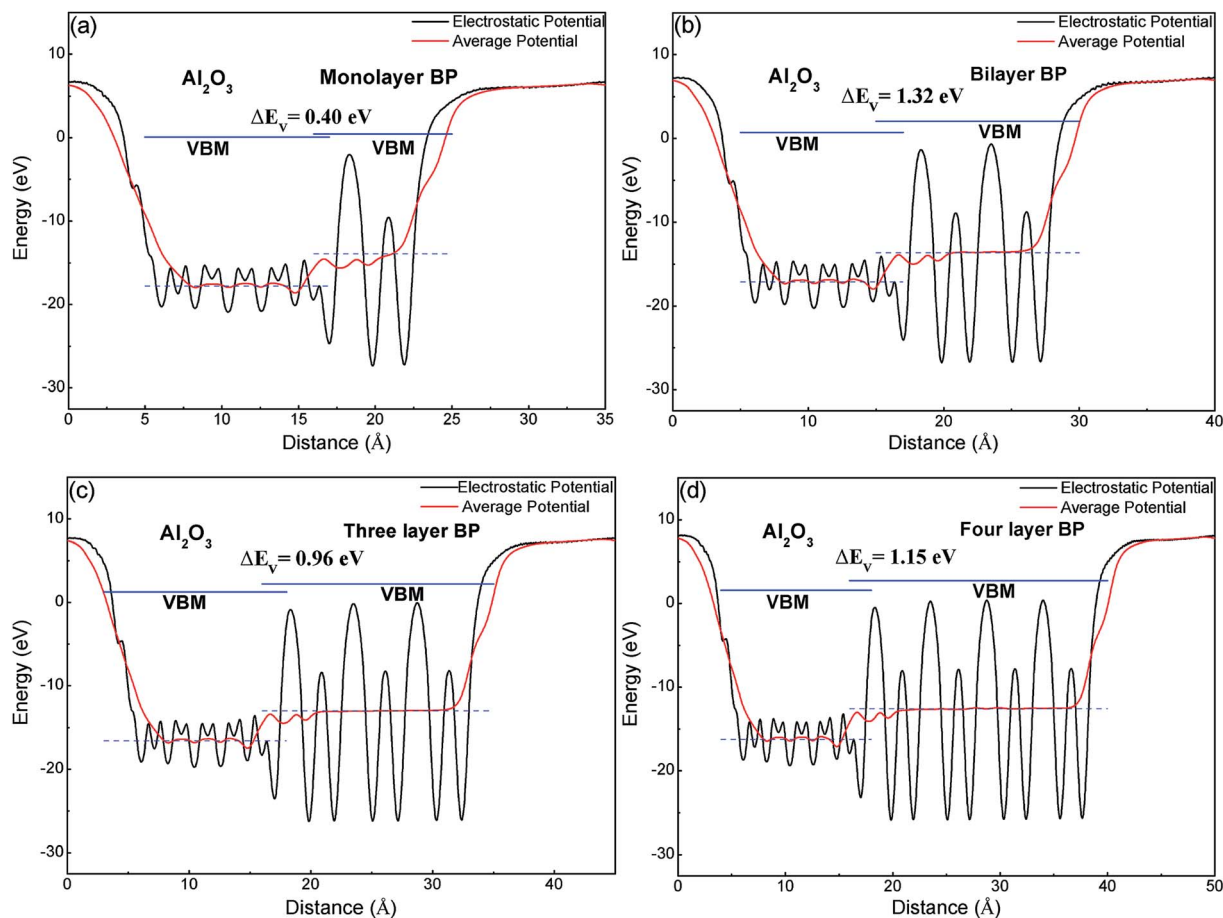 (a)
Electrostatic Potential
Average Potential
Al₂O₃
Monolayer BP
ΔEᵥ= 0.40 eV
VBM
VBM
Energy (eV)
10
0
-10
-20
-30
0 5 10 15 20 25 30 35
Distance (Å)
(b)
Electrostatic Potential
Average Potential
Al₂O₃
Bilayer BP
ΔEᵥ= 1.32 eV
VBM
VBM
Energy (eV)
10
0
-10
-20
-30
0 10 20 30 40
Distance (Å)
(c)
Electrostatic Potential
Average Potential
Al₂O₃
Three layer BP
ΔEᵥ= 0.96 eV
VBM
VBM
Energy (eV)
10
0
-10
-20
-30
0 10 20 30 40
Distance (Å)
(d)
Electrostatic Potential
Average Potential
Al₂O₃
Four layer BP
ΔEᵥ= 1.15 eV
VBM
VBM
Energy (eV)
10
0
-10
-20
-30
0 10 20 30 40 50
Distance (Å)